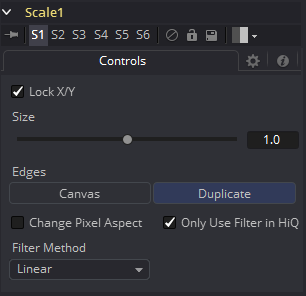 Scale1
S1 S2 S3 S4 S5 S6
Controls
Lock X/Y
Size
1.0
Edges
Canvas Duplicate
Change Pixel Aspect Only Use Filter in HiQ
Filter Method
Linear